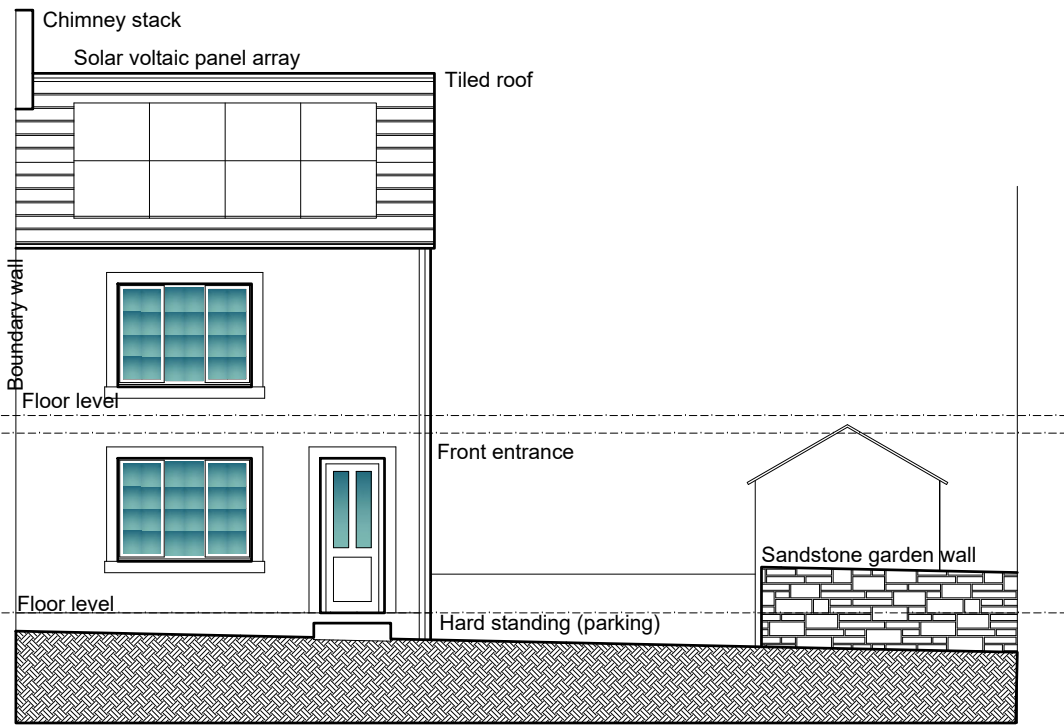 Chimney stack
Solar voltaic panel array
Tiled roof
Boundary wall
Floor level
Front entrance
Sandstone garden wall
Floor level
Hard standing (parking)